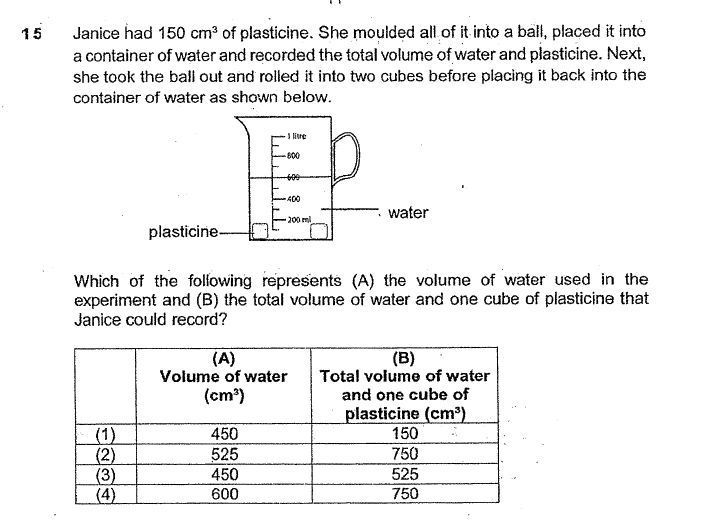 15 Janice had 150 cm³ of plasticine. She moulded all of it into a ball, placed it into
a container of water and recorded the total volume of water and plasticine. Next,
she took the ball out and rolled it into two cubes before placing it back into the
container of water as shown below.
1 litre
800
600
400
200 ml
water
plasticine
Which of the following represents (A) the volume of water used in the
experiment and (B) the total volume of water and one cube of plasticine that
Janice could record?
(A) (B)
Volume of water Total volume of water
(cm³) and one cube of
plasticine (cm³)
(1) 450 150
(2) 525 750
(3) 450 525
(4) 600 750